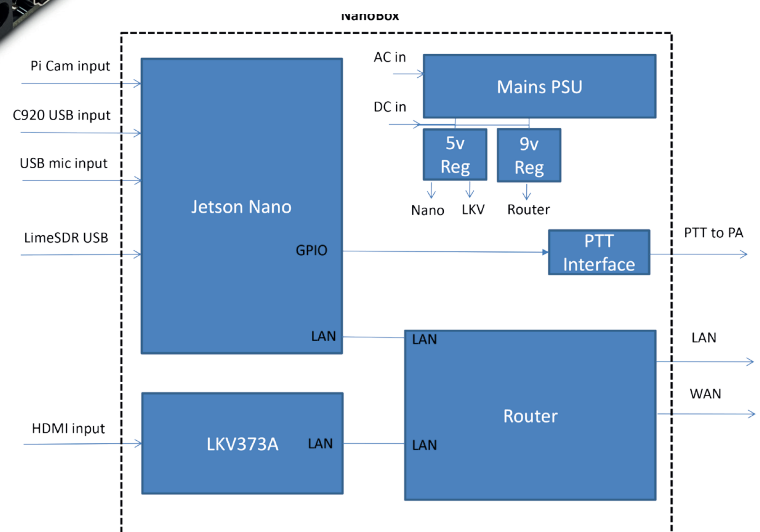 NanoBox
Pi Cam input
C920 USB input
USB mic input
LimeSDR USB
HDMI input
Jetson Nano
GPIO
LAN
AC in
DC in
Mains PSU
5v
Reg
9v
Reg
Nano
LKV
Router
PTT
Interface
PTT to PA
LKV373A
LAN
LAN
LAN
Router
LAN
WAN